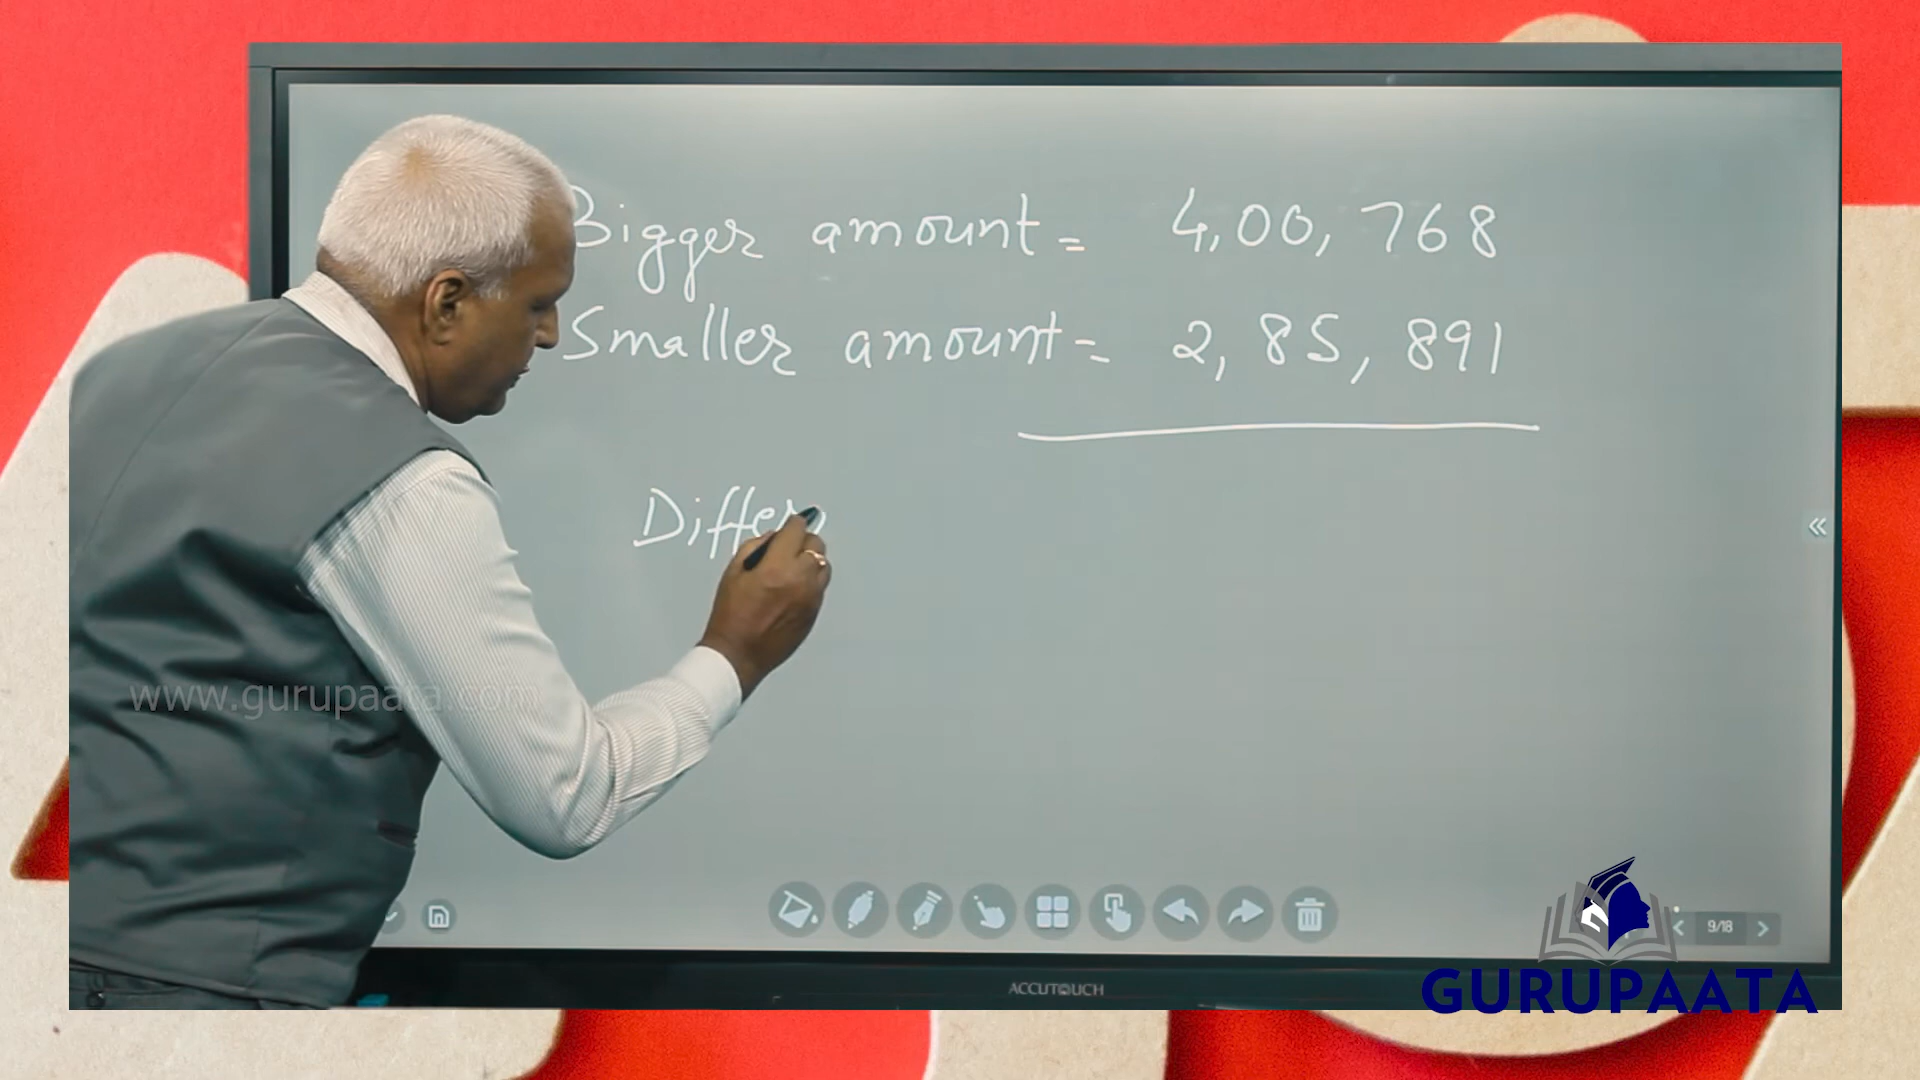 Bigger amount = 4,00,768
Smaller amount = 2,85,891
Differ
www.gurupaata.com
9/18
ACCUTOUCH
GURUPAATA